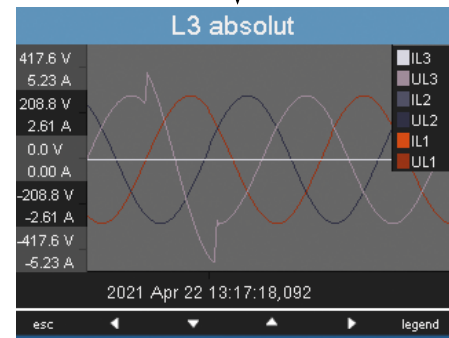 L3 absolut
417.6 V
5.23 A
208.8 V
2.61 A
0.0 V
0.00 A
-208.8 V
-2.61 A
-417.6 V
-5.23 A
IL3
UL3
IL2
UL2
IL1
UL1
2021 Apr 22 13:17:18,092
esc
legend